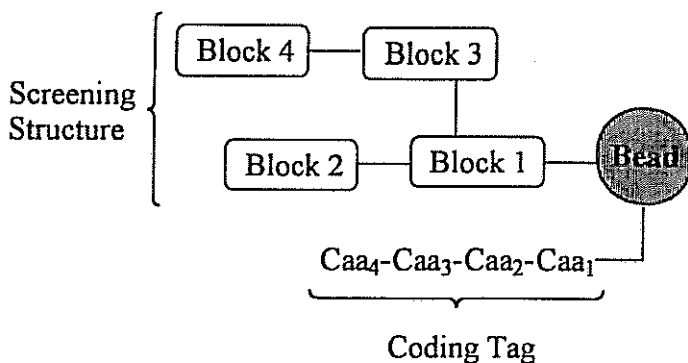 Block 4
Block 3
Screening
Structure
Block 2
Block 1
Bead
Caa₄-Caa₃-Caa₂-Caa₁
Coding Tag